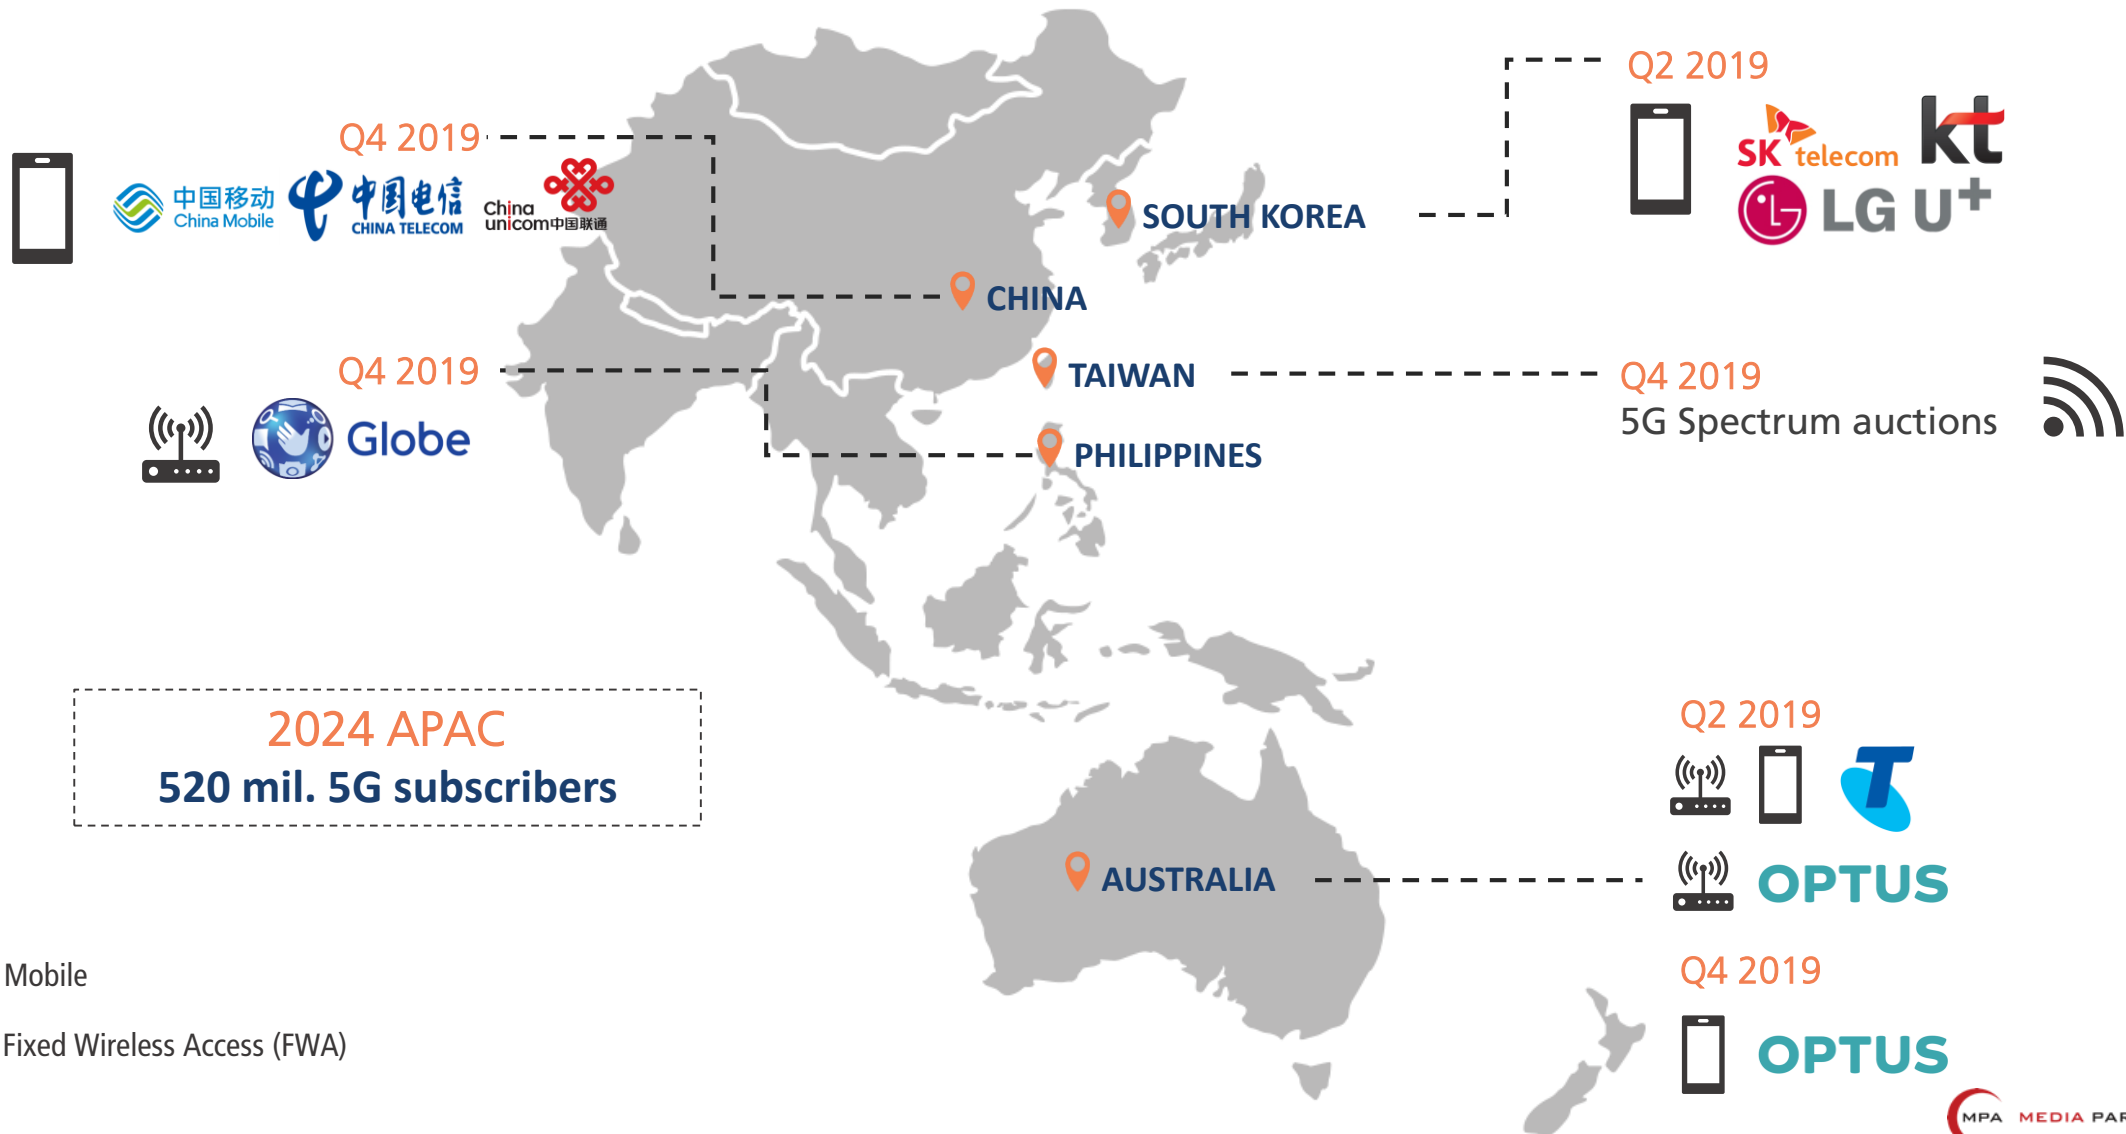 Q4 2019
中国移动
China Mobile
中国电信
CHINA TELECOM
China
unicom中国联通
Q2 2019
SK telecom
kt
LG U+
SOUTH KOREA
CHINA
Q4 2019
Globe
TAIWAN
Q4 2019
5G Spectrum auctions
PHILIPPINES
2024 APAC
520 mil. 5G subscribers
Q2 2019
T
AUSTRALIA
OPTUS
Q4 2019
OPTUS
Mobile
Fixed Wireless Access (FWA)
MPA MEDIA PAR